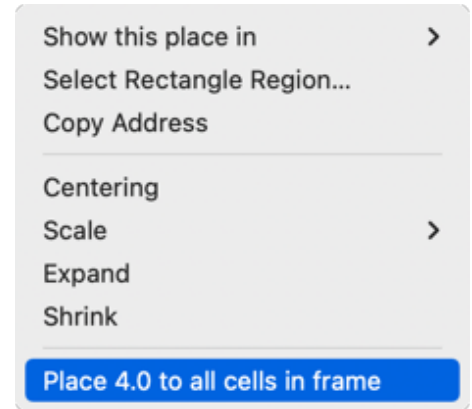 Show this place in
Select Rectangle Region...
Copy Address
Centering
Scale
Expand
Shrink
Place 4.0 to all cells in frame